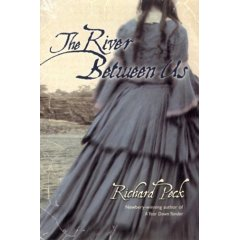 The River
Between Us
Richard Peck
Newbery-winning author of
A Year Down Yonder